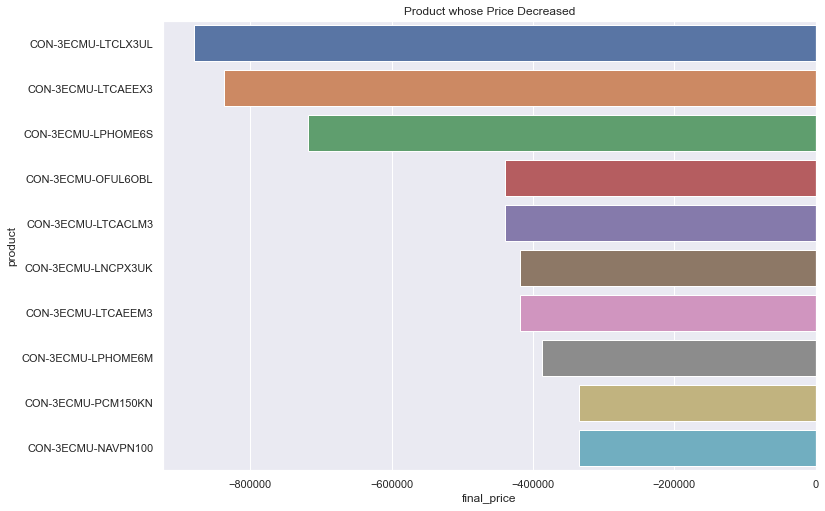 Product whose Price Decreased
CON-3ECMU-LTCLX3UL
CON-3ECMU-LTCAEEX3
CON-3ECMU-LPHOME6S
CON-3ECMU-OFUL6OBL
CON-3ECMU-LTCACLM3
CON-3ECMU-LNCPX3UK
CON-3ECMU-LTCAEEM3
CON-3ECMU-LPHOME6M
CON-3ECMU-PCM150KN
CON-3ECMU-NAVPN100
product
−800000 −600000 −400000 −200000 0
final_price